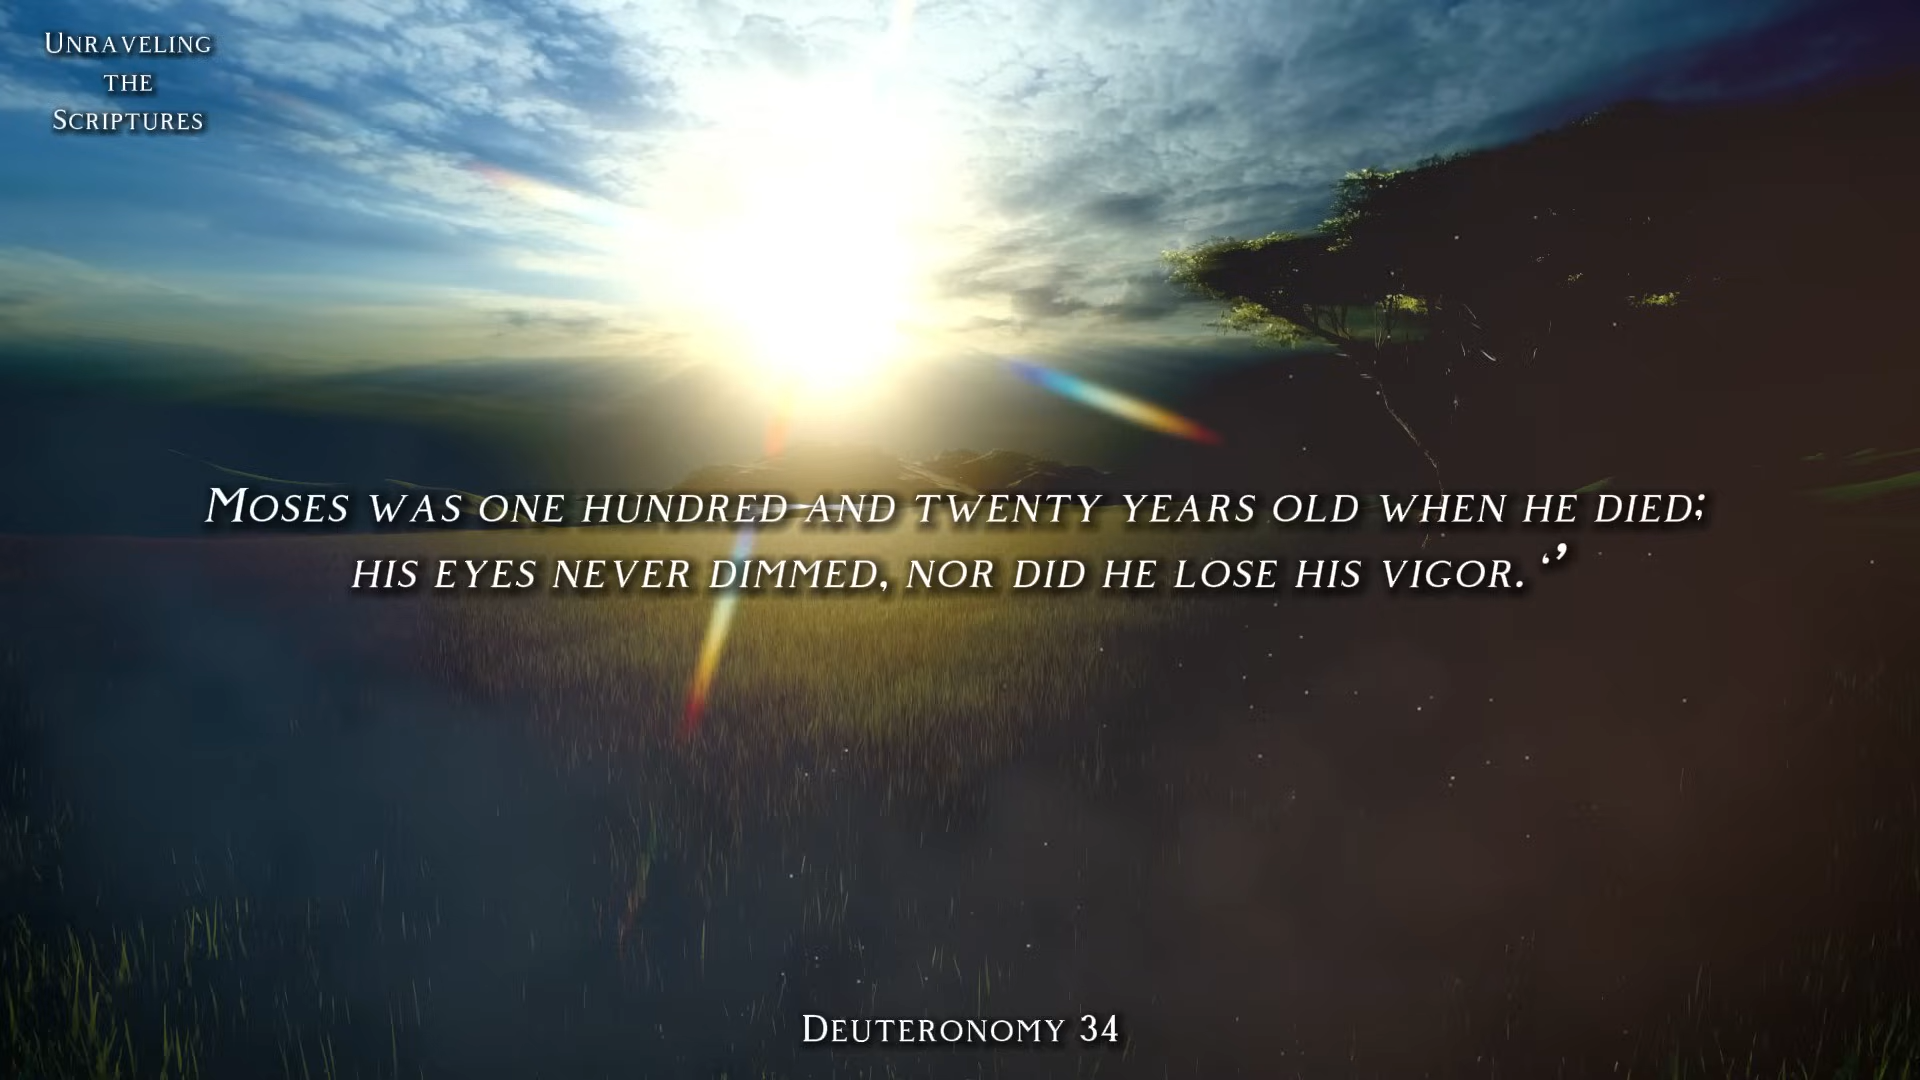 Unraveling
the
Scriptures
Moses was one hundred and twenty years old when he died;
his eyes never dimmed, nor did he lose his vigor. ‘’
Deuteronomy 34